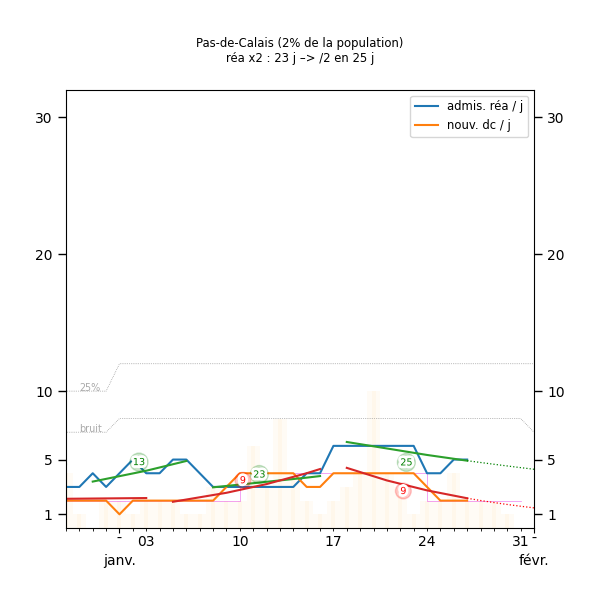 Pas-de-Calais (2% de la population)
réa x2 : 23 j –> /2 en 25 j
admis. réa / j
nouv. dc / j
30 30
20 20
10 10
25%
bruit
5 5
13 9 23 25 9
1 1
- 03 10 17 24 31 -
janv. févr.